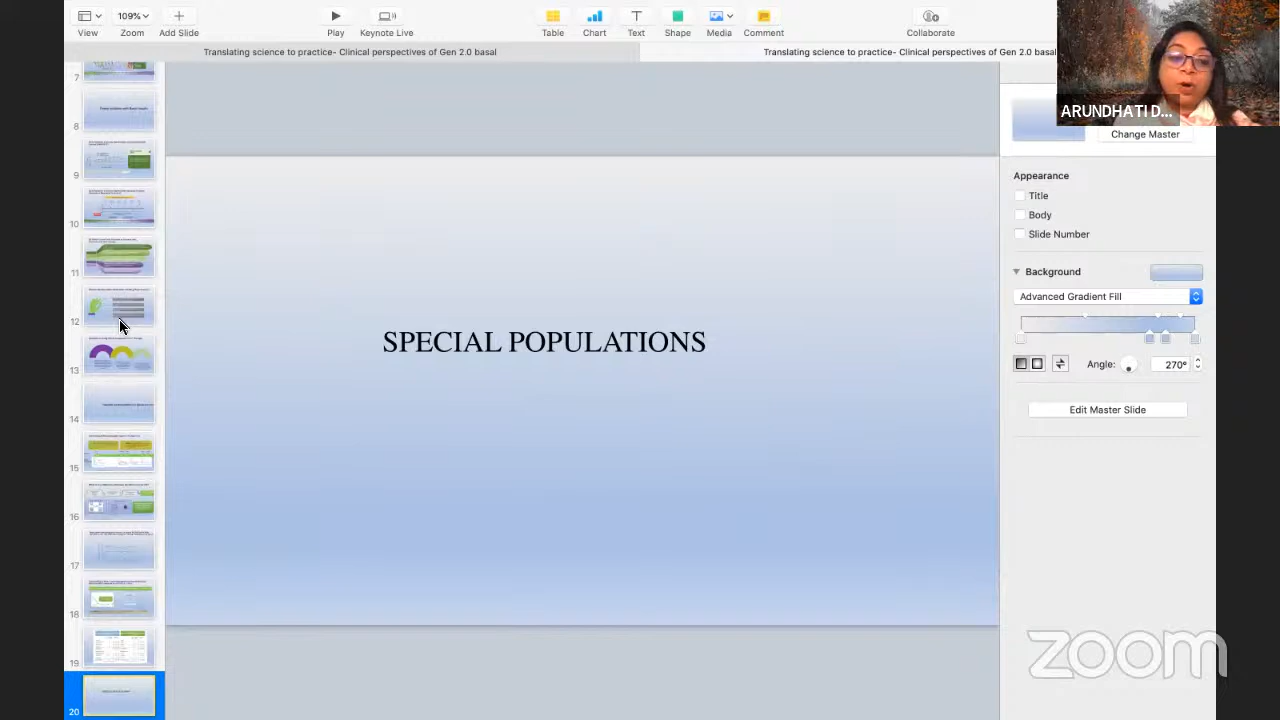 View
109%
Zoom
Add Slide
Play
Keynote Live
Table
Chart
Text
Shape
Media
Comment
Collaborate
Translating science to practice- Clinical perspectives of Gen 2.0 basal
Translating science to practice- Clinical perspectives of Gen 2.0 basal
ARUNDHATI D...
Change Master
Appearance
Title
Body
Slide Number
Background
Advanced Gradient Fill
Angle:
270°
Edit Master Slide
SPECIAL POPULATIONS
7
8
9
10
11
12
13
14
15
16
17
18
19
20
zoom